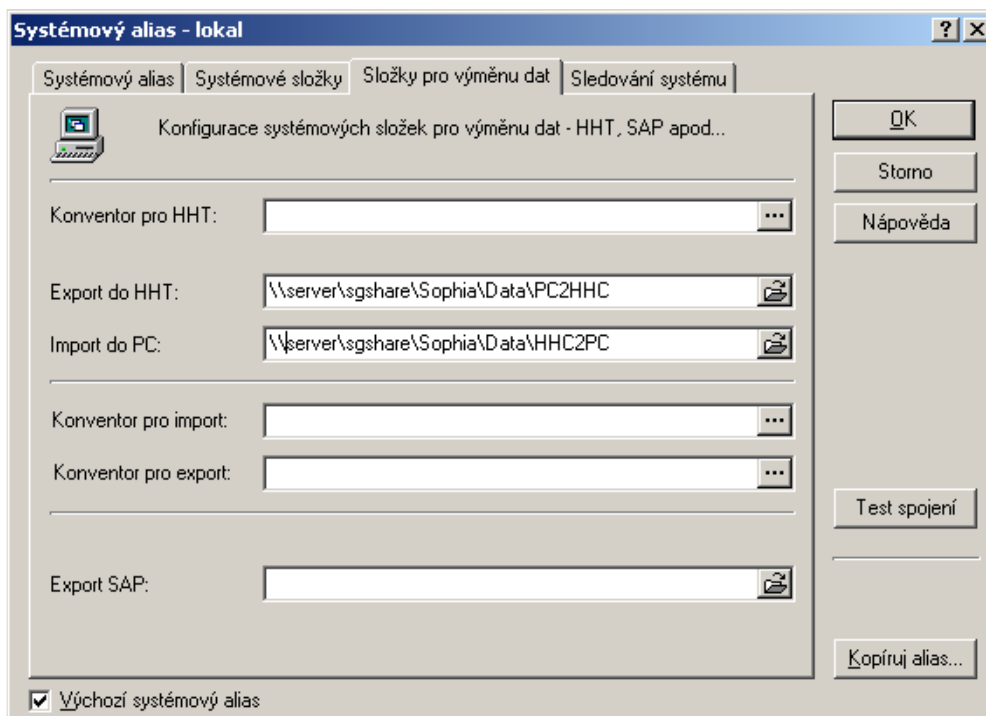 Systémový alias - lokal
Systémový alias Systémové složky Složky pro výměnu dat Sledování systému
Konfigurace systémových složek pro výměnu dat - HHT, SAP apod...
OK
Storno
Nápověda
Konventor pro HHT: ...
Export do HHT: \\server\sgshare\Sophia\Data\PC2HHC
Import do PC: \\server\sgshare\Sophia\Data\HHC2PC
Konventor pro import: ...
Konventor pro export: ...
Test spojení
Export SAP:
Kopíruj alias...
Výchozí systémový alias